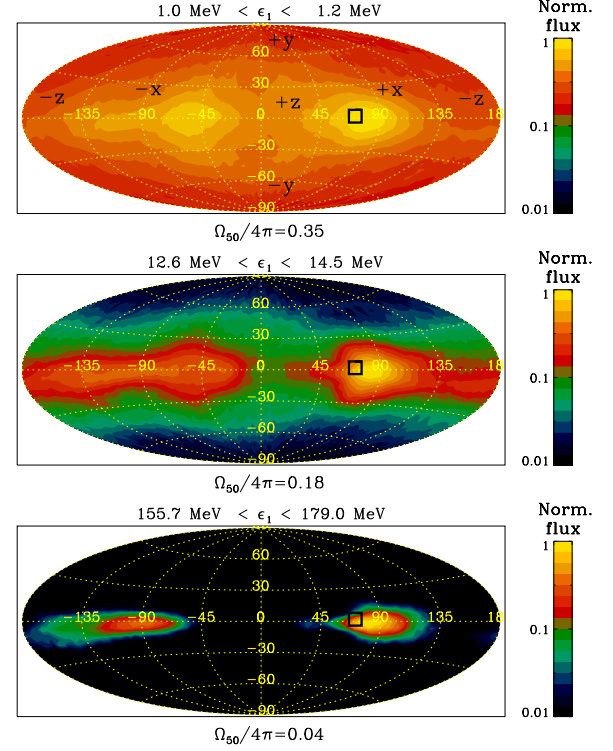 1.0 MeV < ϵ₁ < 1.2 MeV
Norm.
flux
60
+y
30
−z −x +z +x −z
−135 −90 −45 0 45 90 135
−30
−60
−y
−90
1
0.1
0.01
Ω₅₀/4π=0.35
12.6 MeV < ϵ₁ < 14.5 MeV
Norm.
flux
60
30
−135 −90 −45 0 45 90 135 18
−30
−60
−90
1
0.1
0.01
Ω₅₀/4π=0.18
155.7 MeV < ϵ₁ < 179.0 MeV
Norm.
flux
60
30
−135 −90 −45 0 45 90 135 18
−30
−60
−90
1
0.1
0.01
Ω₅₀/4π=0.04